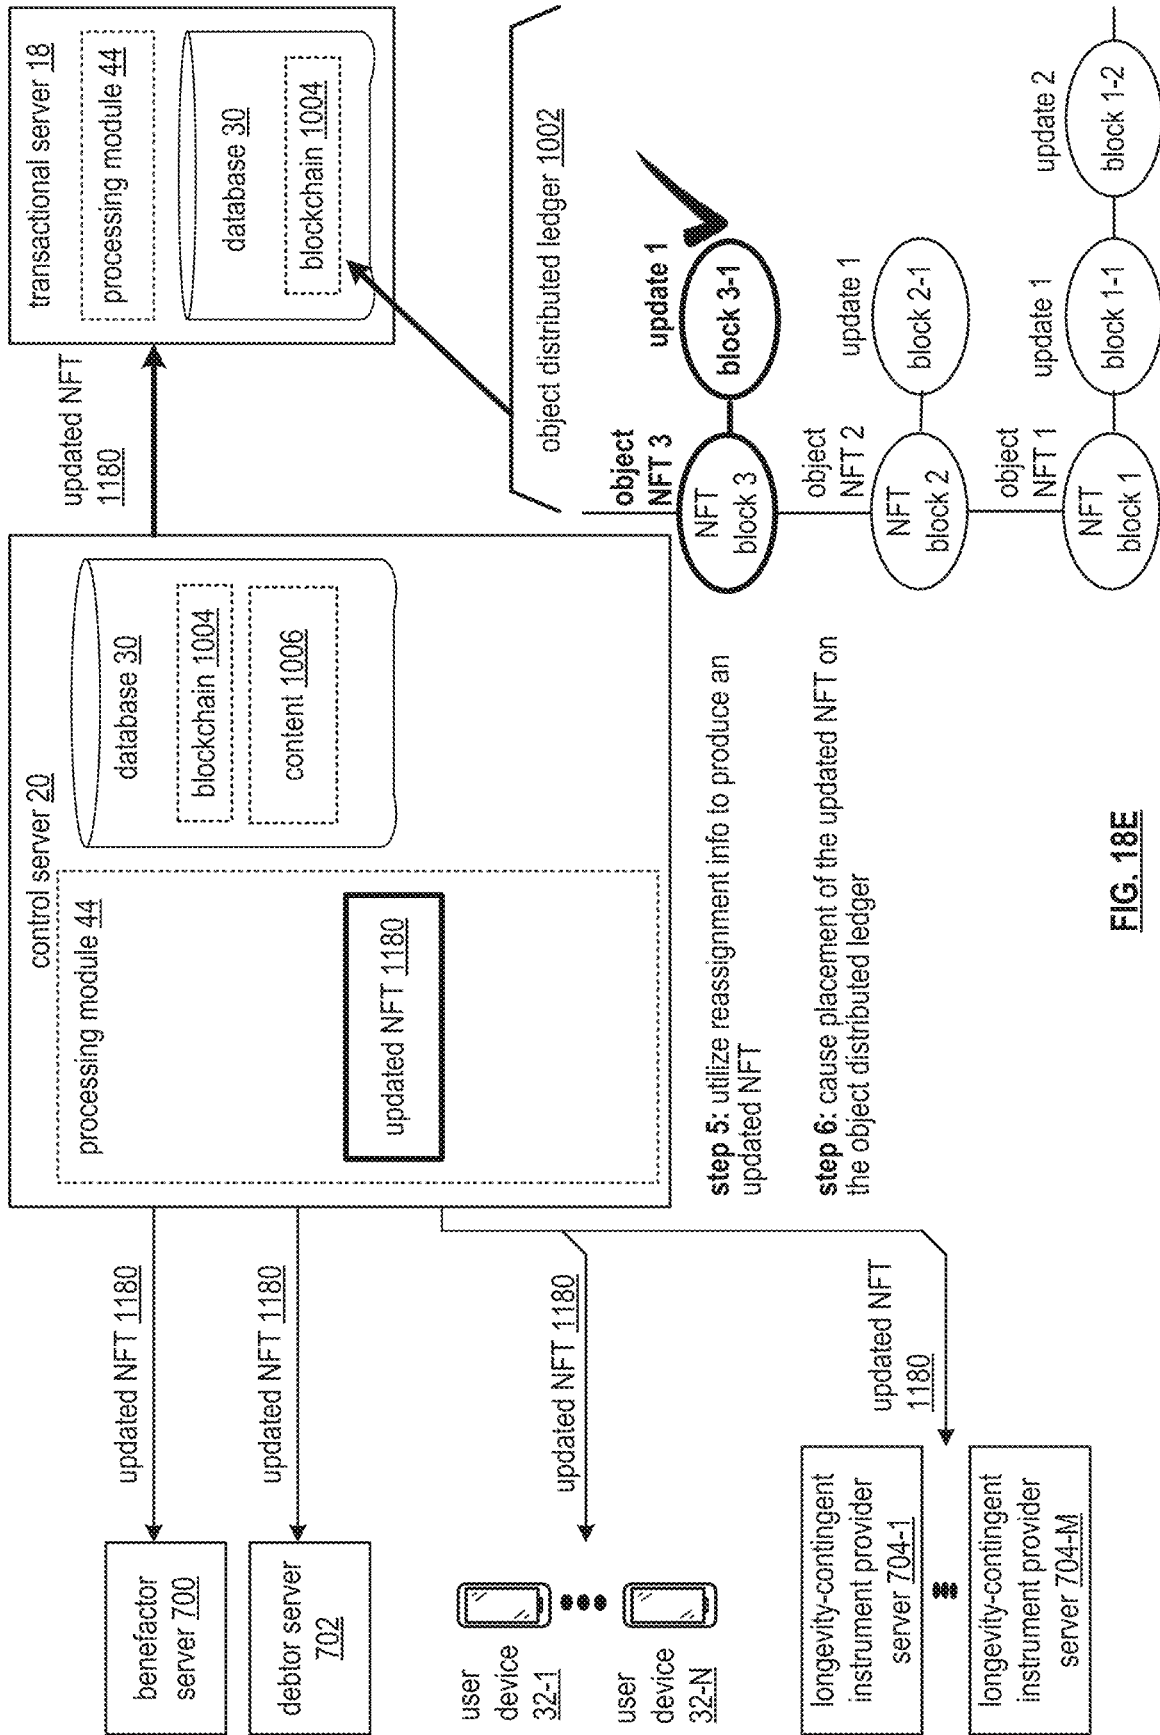 benefactor
server 700
debtor server
702
user
device
32-1
user
device
32-N
longevity-contingent
instrument provider
server 704-1
longevity-contingent
instrument provider
server 704-M
updated NFT 1180
updated NFT 1180
updated NFT 1180
updated NFT
1180
control server 20
processing module 44
updated NFT 1180
database 30
blockchain 1004
content 1006
step 5: utilize reassignment info to produce an
updated NFT
step 6: cause placement of the updated NFT on
the object distributed ledger
updated NFT
1180
transactional server 18
processing module 44
database 30
blockchain 1004
object distributed ledger 1002
object
NFT 3
update 1
NFT
block 3
block 3-1
object
NFT 2
update 1
NFT
block 2
block 2-1
object
NFT 1
update 1
update 2
NFT
block 1
block 1-1
block 1-2
FIG. 18E